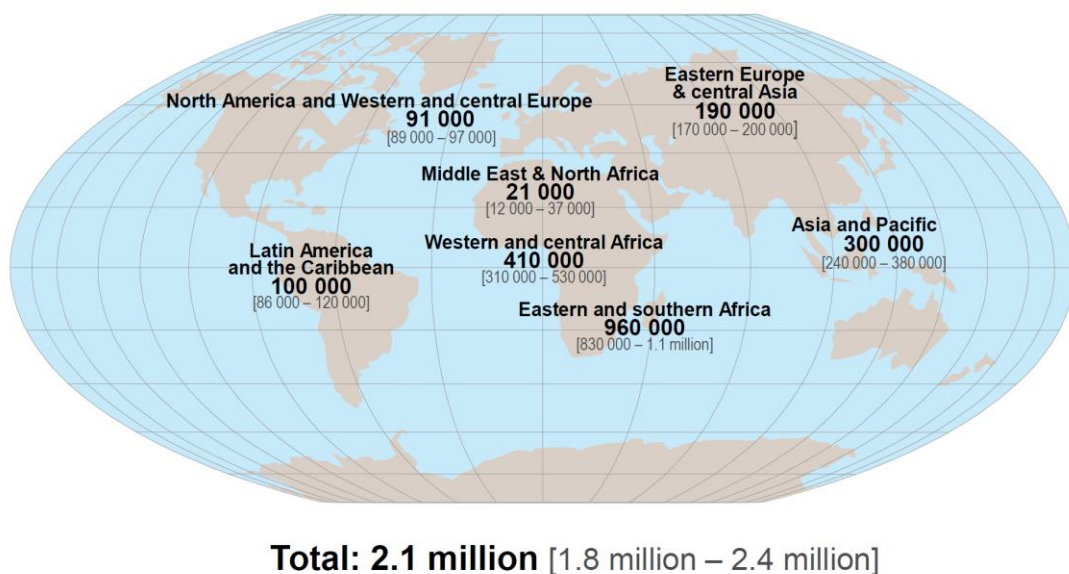 North America and Western and central Europe
91 000
[89 000 – 97 000]
Eastern Europe
& central Asia
190 000
[170 000 – 200 000]
Middle East & North Africa
21 000
[12 000 – 37 000]
Asia and Pacific
300 000
[240 000 – 380 000]
Western and central Africa
410 000
[310 000 – 530 000]
Latin America
and the Caribbean
100 000
[86 000 – 120 000]
Eastern and southern Africa
960 000
[830 000 – 1.1 million]
Total: 2.1 million [1.8 million – 2.4 million]